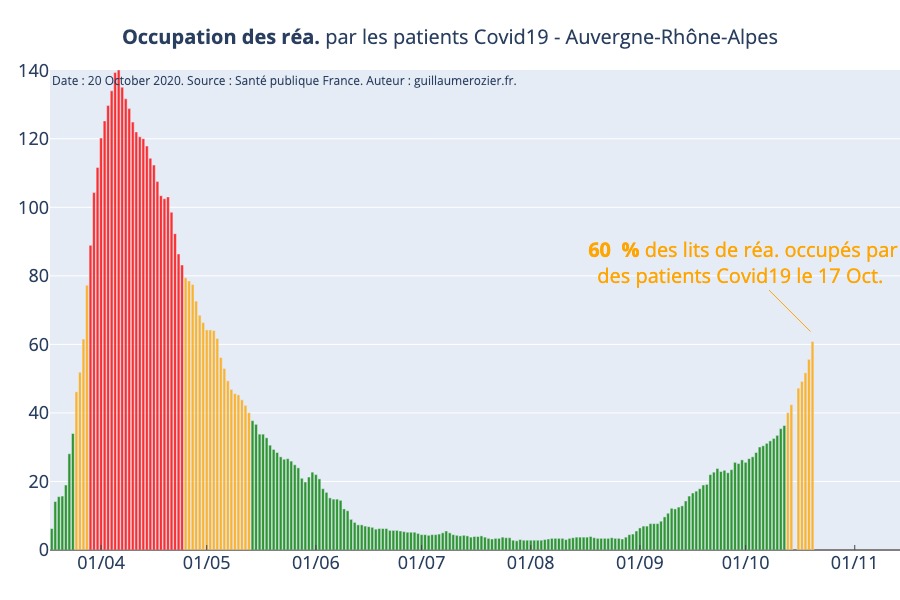 Occupation des réa. par les patients Covid19 - Auvergne-Rhône-Alpes
140
Date : 20 October 2020. Source : Santé publique France. Auteur : guillaumerozier.fr.
120
100
60 % des lits de réa. occupés par
des patients Covid19 le 17 Oct.
80
60
40
20
0
01/04 01/05 01/06 01/07 01/08 01/09 01/10 01/11